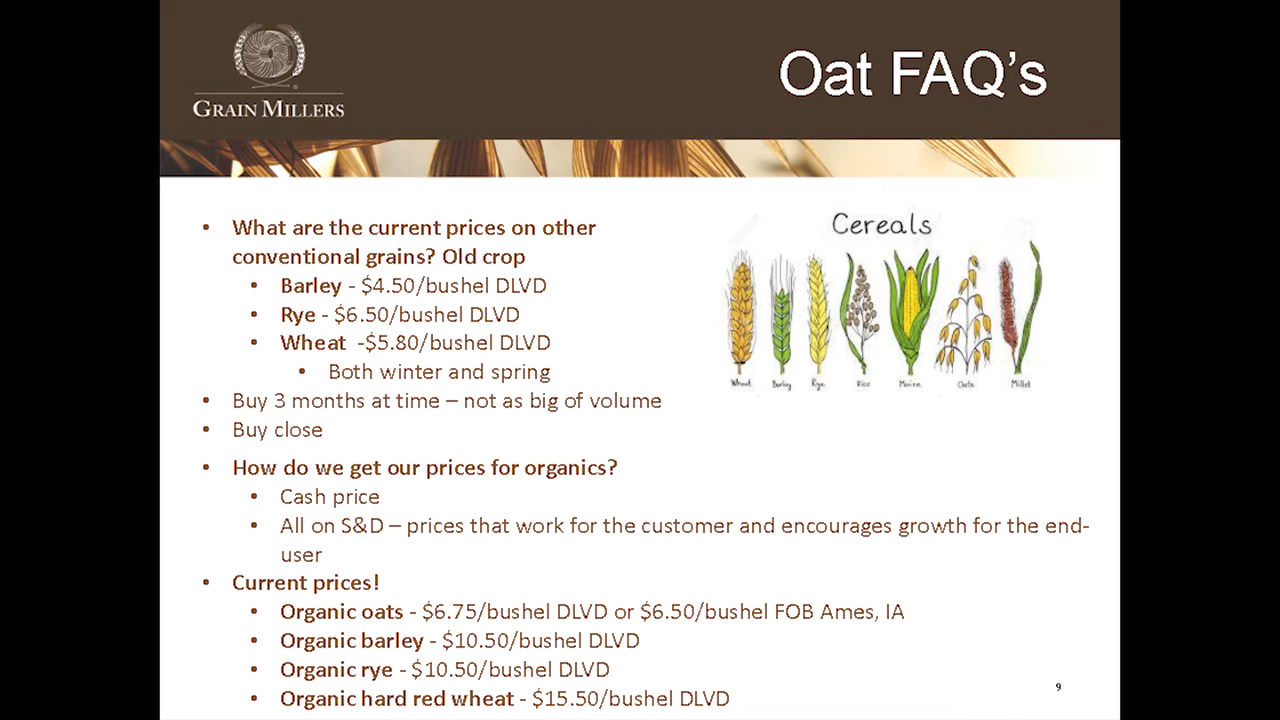 GRAIN MILLERS
Oat FAQ's
• What are the current prices on other
conventional grains? Old crop
• Barley - $4.50/bushel DLVD
• Rye - $6.50/bushel DLVD
• Wheat -$5.80/bushel DLVD
• Both winter and spring
• Buy 3 months at time – not as big of volume
• Buy close
Cereals
Wheat Barley Rye Rice Maize Oats Millet
• How do we get our prices for organics?
• Cash price
• All on S&D – prices that work for the customer and encourages growth for the end-
user
• Current prices!
• Organic oats - $6.75/bushel DLVD or $6.50/bushel FOB Ames, IA
• Organic barley - $10.50/bushel DLVD
• Organic rye - $10.50/bushel DLVD
• Organic hard red wheat - $15.50/bushel DLVD
9